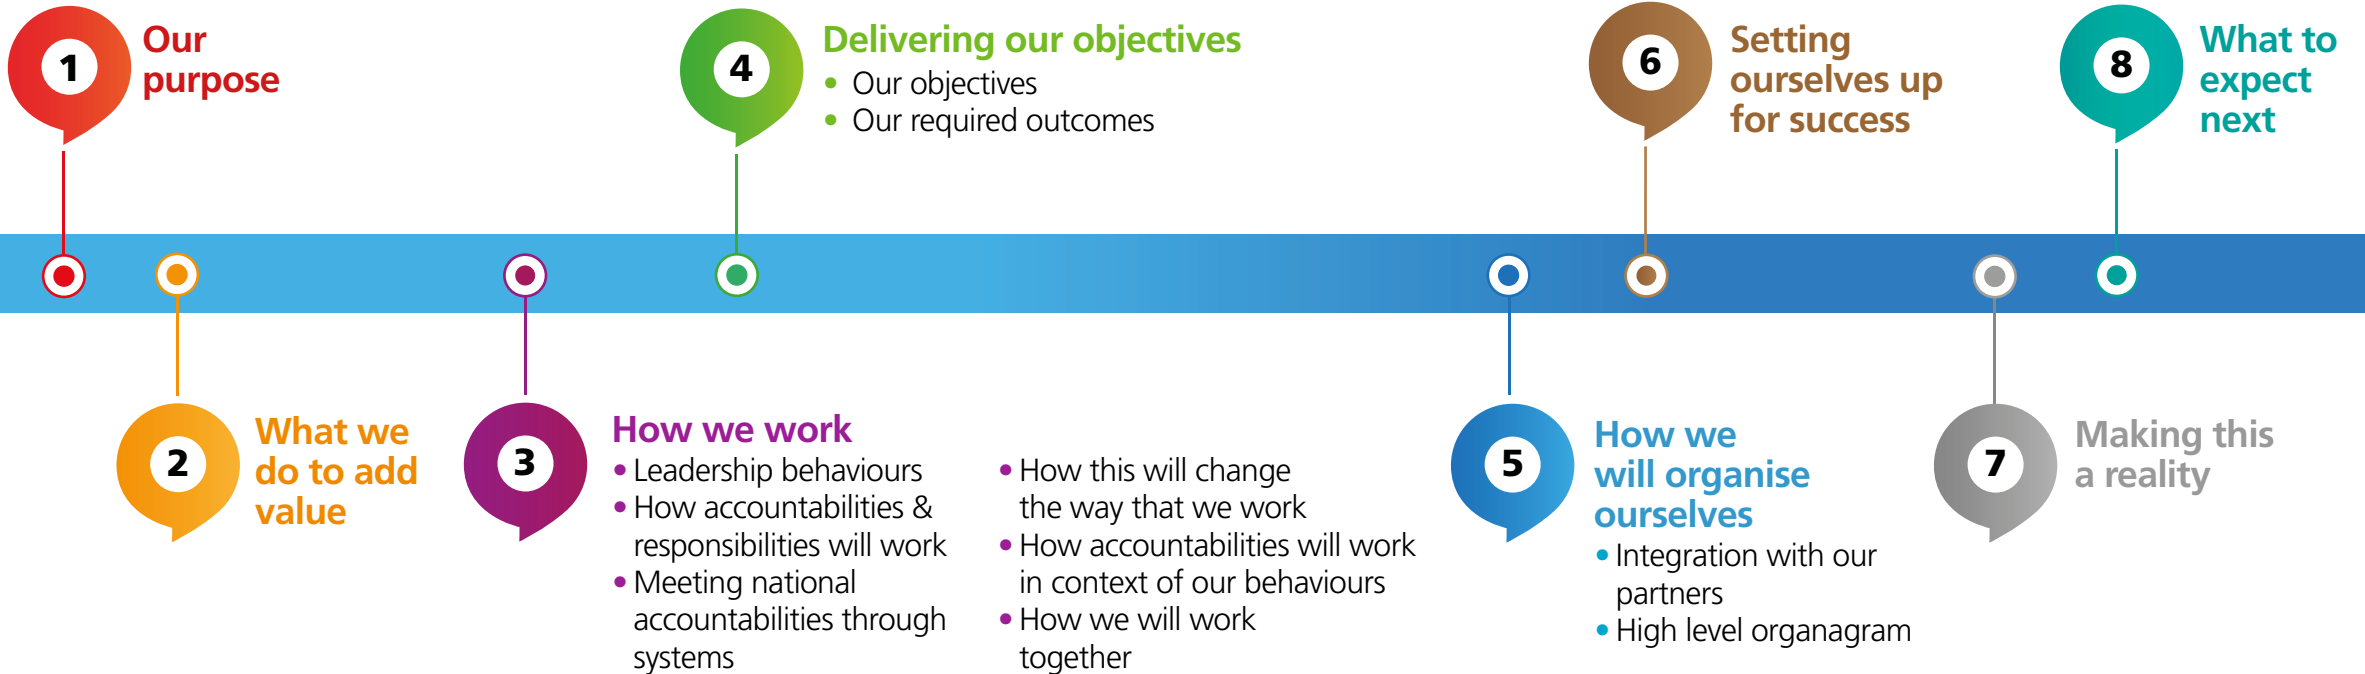 1
Our
purpose
2
What we
do to add
value
3
How we work
• Leadership behaviours
• How accountabilities &
responsibilities will work
• Meeting national
accountabilities through
systems
• How this will change
the way that we work
• How accountabilities will work
in context of our behaviours
• How we will work
together
4
Delivering our objectives
• Our objectives
• Our required outcomes
5
How we
will organise
ourselves
• Integration with our
partners
• High level organagram
6
Setting
ourselves up
for success
7
Making this
a reality
8
What to
expect
next